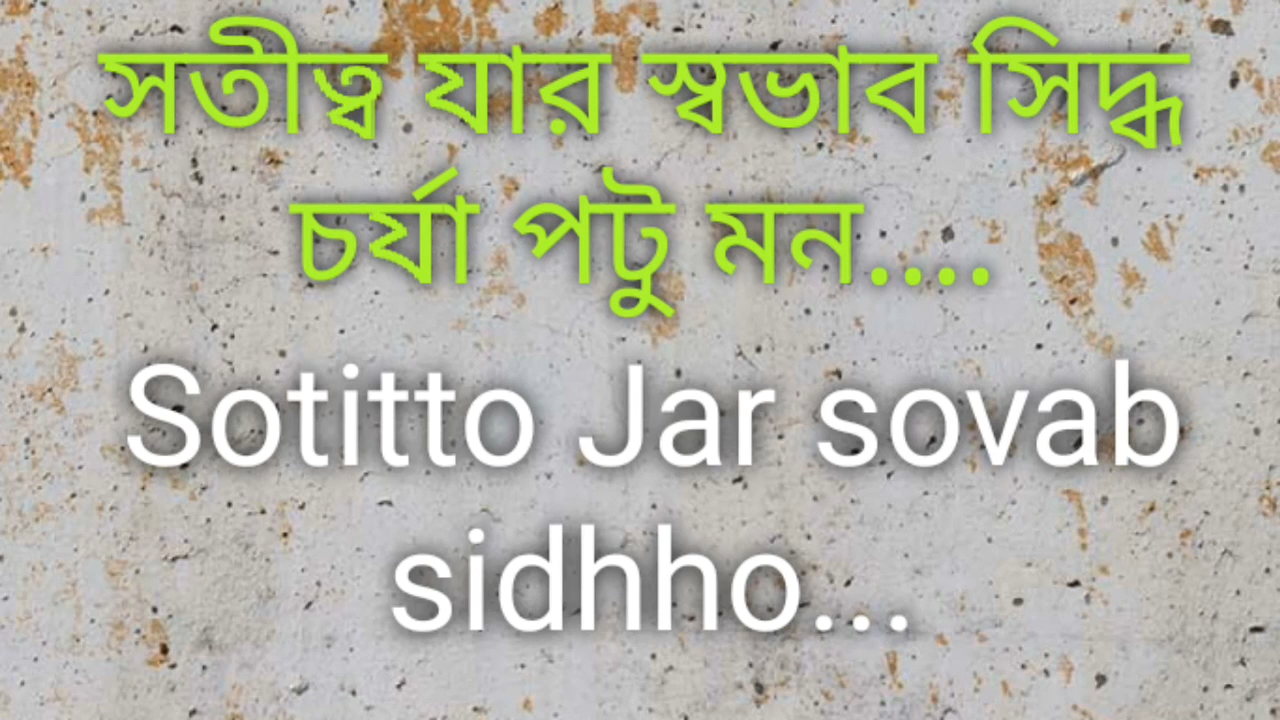 সতীত্ব যার স্বভাব সিদ্ধ
চর্যা পটু মন....
Sotitto Jar sovab
sidhho...